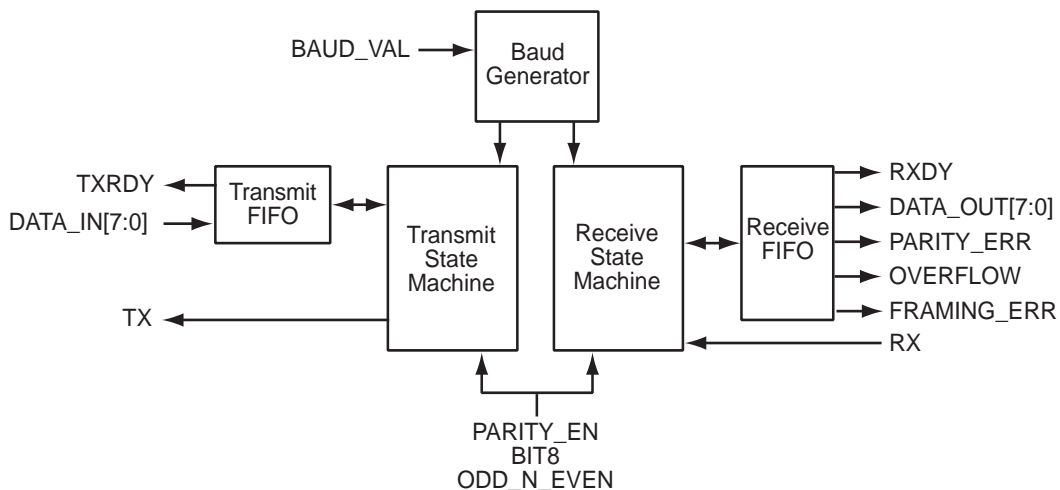 BAUD_VAL
Baud
Generator
TXRDY
DATA_IN[7:0]
Transmit
FIFO
Transmit
State
Machine
Receive
State
Machine
Receive
FIFO
RXDY
DATA_OUT[7:0]
PARITY_ERR
OVERFLOW
FRAMING_ERR
TX
RX
PARITY_EN
BIT8
ODD_N_EVEN